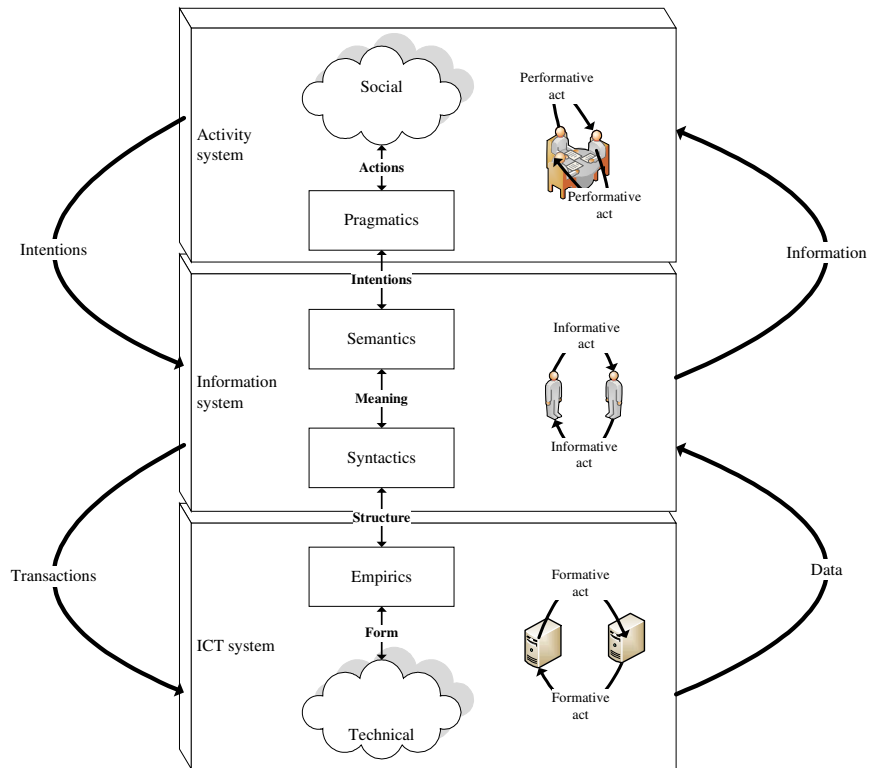 Social
Performative
act
Activity
system
Actions
Performative
act
Pragmatics
Intentions
Information
Intentions
Informative
act
Semantics
Information
system
Meaning
Informative
act
Syntactics
Structure
Transactions
Empirics
Formative
act
Data
Form
ICT system
Formative
act
Technical